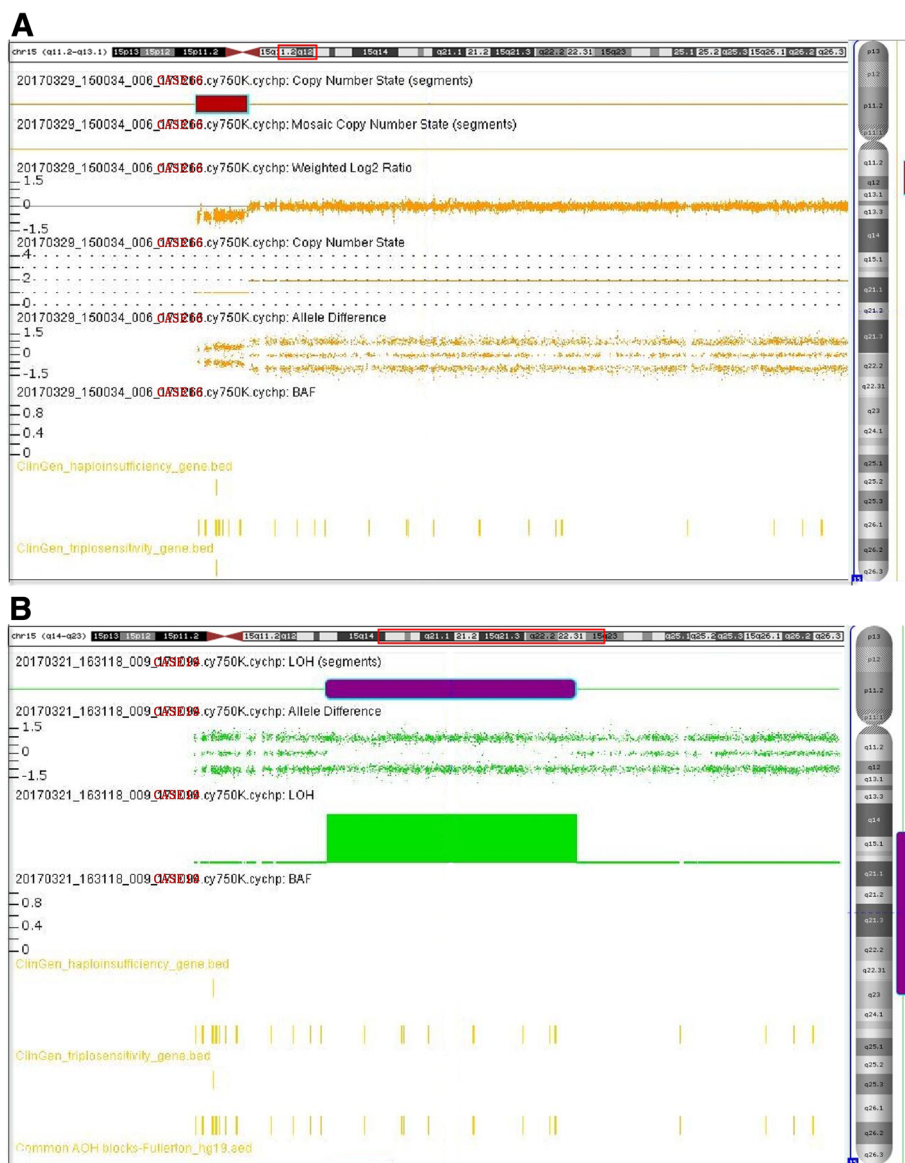 A
chr15 (q11.2-q13.1) 15p13 15p12 15p11.2 15q11.2 q12 15q14 q21.1 21.2 15q21.3 q22.2 22.31 15q23 25.1 25.2 q25.3 15q26.1 q26.2 q26.3
.cy750K.cychp: Copy Number State (segments)
.cy750K.cychp: Mosaic Copy Number State (segments)
.cy750K.cychp: Weighted Log2 Ratio
1.5
0
-1.5
.cy750K.cychp: Copy Number State
4
2
0
.cy750K.cychp: Allele Difference
1.5
0
-1.5
.cy750K.cychp: BAF
0.8
0.4
0
ClinGen_haploinsufficiency_gene.bed
ClinGen_triplosensitivity_gene.bed
p13
p12
p11.2
p11.1
q11.2
q12
q13.1
q13.3
q14
q15.1
q21.1
q21.2
q21.3
q22.2
q22.31
q23
q24.1
q25.1
q25.2
q25.3
q26.1
q26.2
q26.3
15
B
chr15 (q14-q23) 15p13 15p12 15p11.2 15q11.2 q12 15q14 q21.1 21.2 15q21.3 q22.2 22.31 15q23 q25.1 q25.2 q25.3 15q26.1 q26.2 q26.3
.cy750K.cychp: LOH (segments)
.cy750K.cychp: Allele Difference
1.5
0
-1.5
.cy750K.cychp: LOH
.cy750K.cychp: BAF
0.8
0.4
0
ClinGen_haploinsufficiency_gene.bed
ClinGen_triplosensitivity_gene.bed
Common AOH blocks-Fullerton_hg19.aed
p13
p12
p11.2
p11.1
q11.2
q12
q13.1
q13.3
q14
q15.1
q21.1
q21.2
q21.3
q22.2
q22.31
q23
q24.1
q25.1
q25.2
q25.3
q26.1
q26.2
q26.3